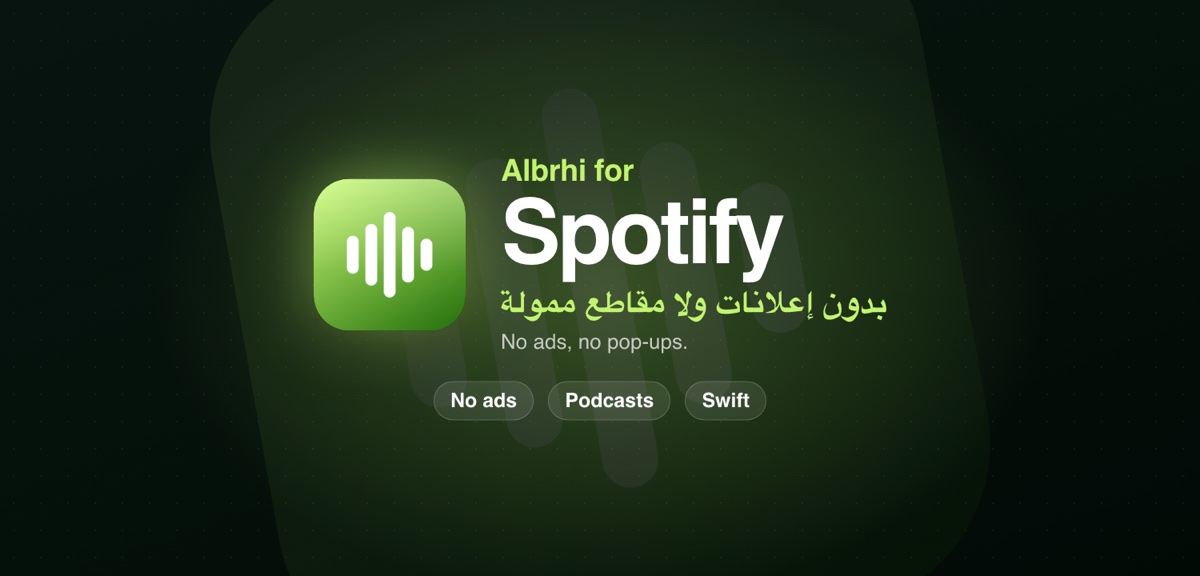 Albrhi for
Spotify
بدون إعلانات ولا مقاطع ممولة
No ads, no pop-ups.
No ads
Podcasts
Swift